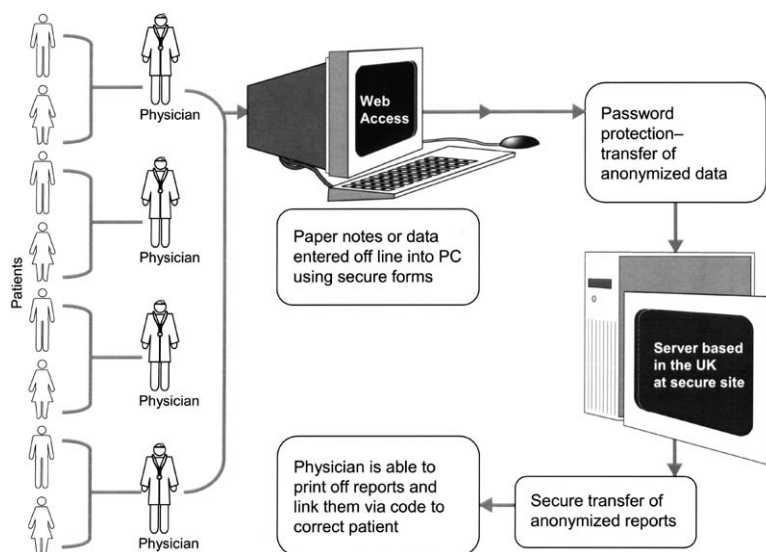 Patients
Physician
Physician
Physician
Physician
Web
Access
Paper notes or data
entered off line into PC
using secure forms
Password
protection–
transfer of
anonymized data
Server based
in the UK
at secure site
Secure transfer of
anonymized reports
Physician is able to
print off reports and
link them via code to
correct patient